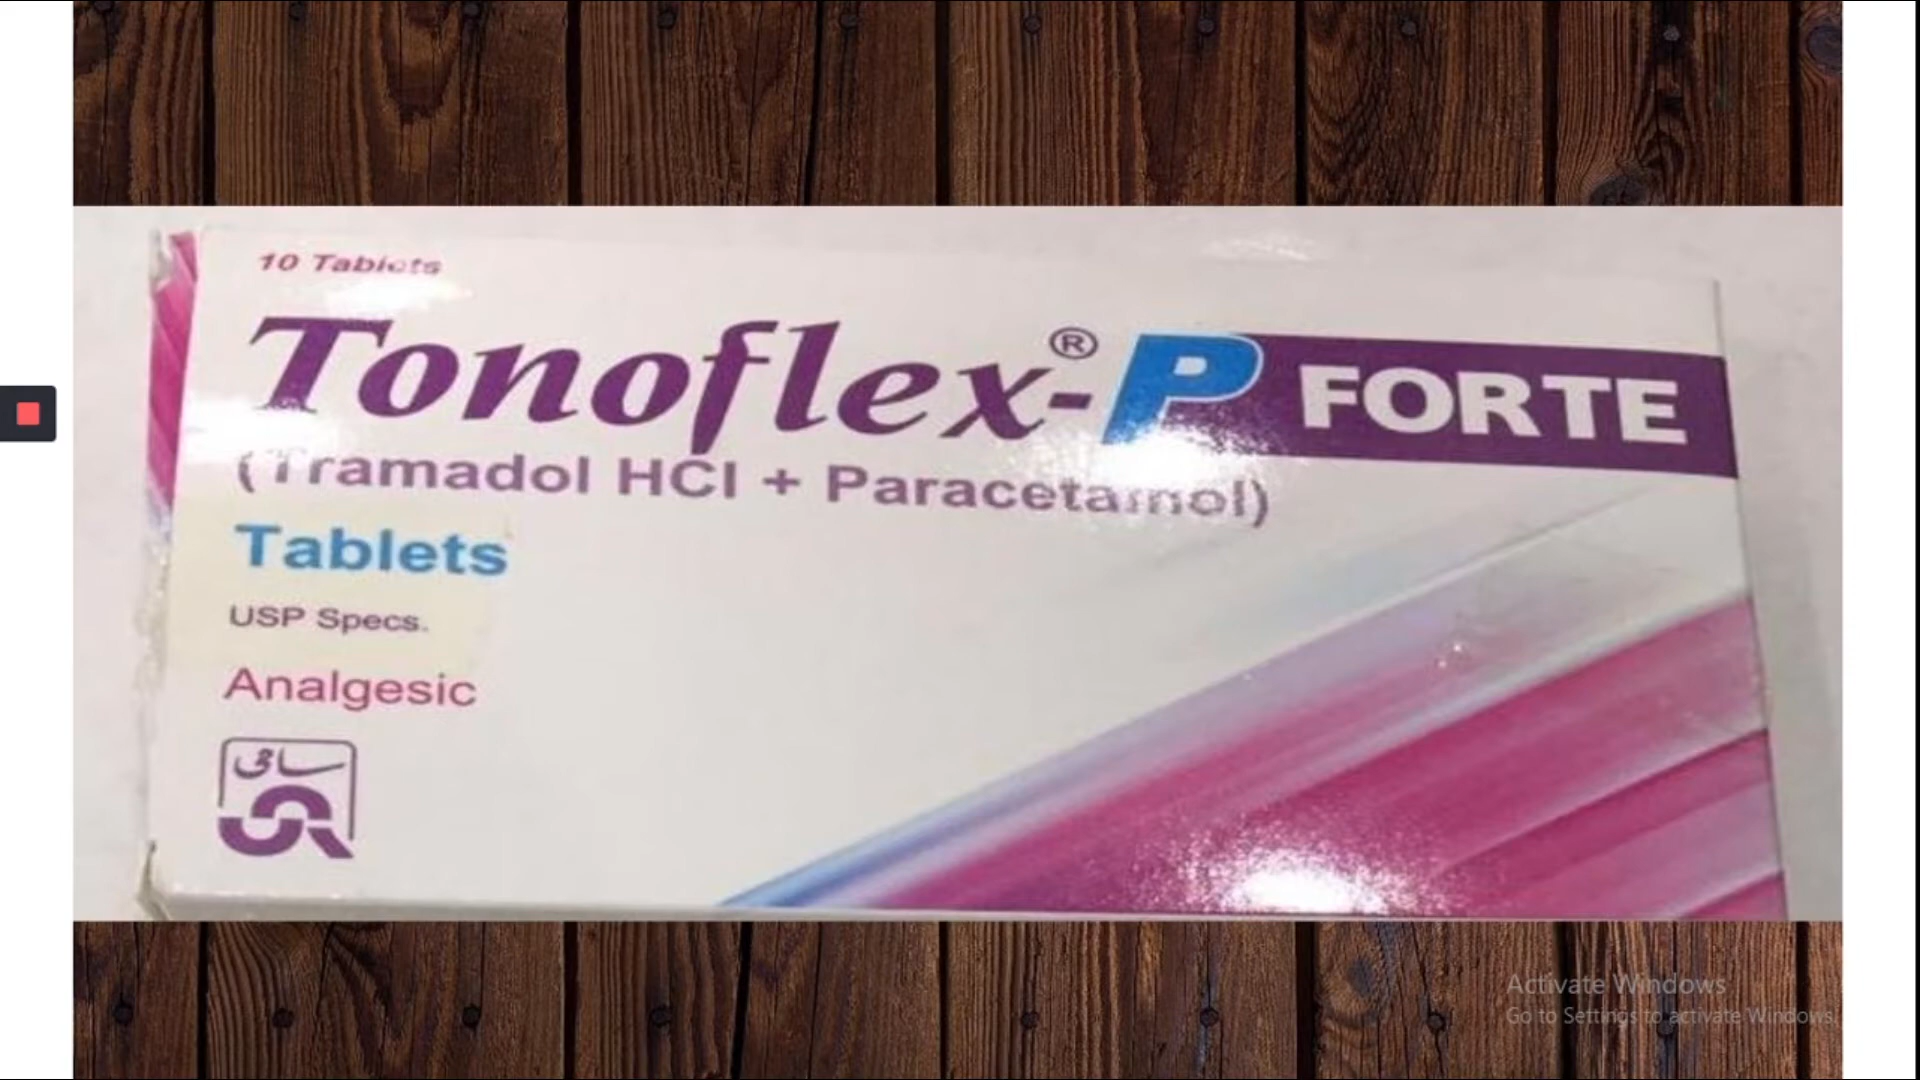 10 Tablets
Tonoflex®-P FORTE
(Tramadol HCl + Paracetamol)
Tablets
USP Specs.
Analgesic
ساقی
Activate Windows
Go to Settings to activate Windows.